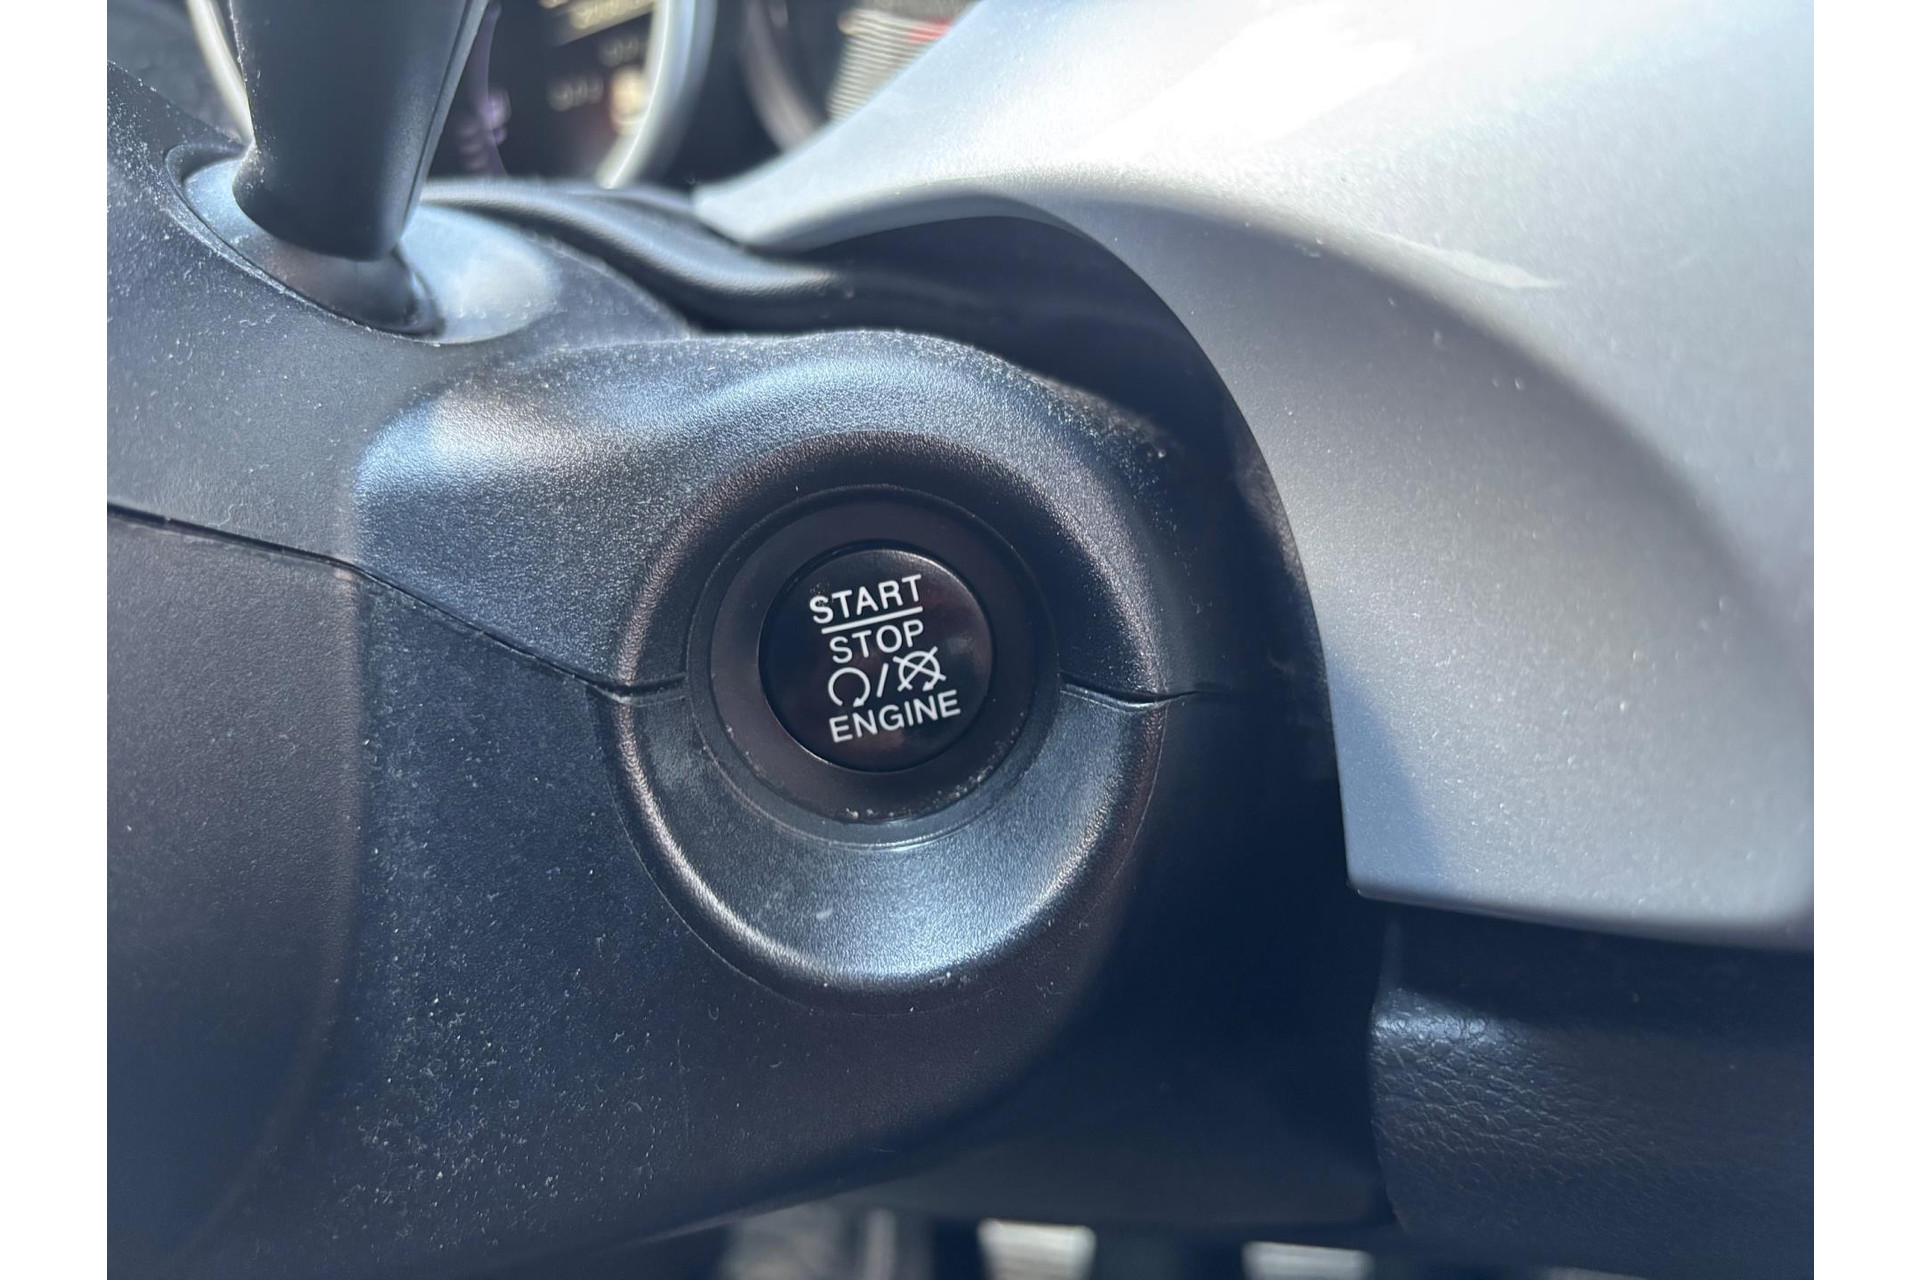 START
STOP
/
ENGINE